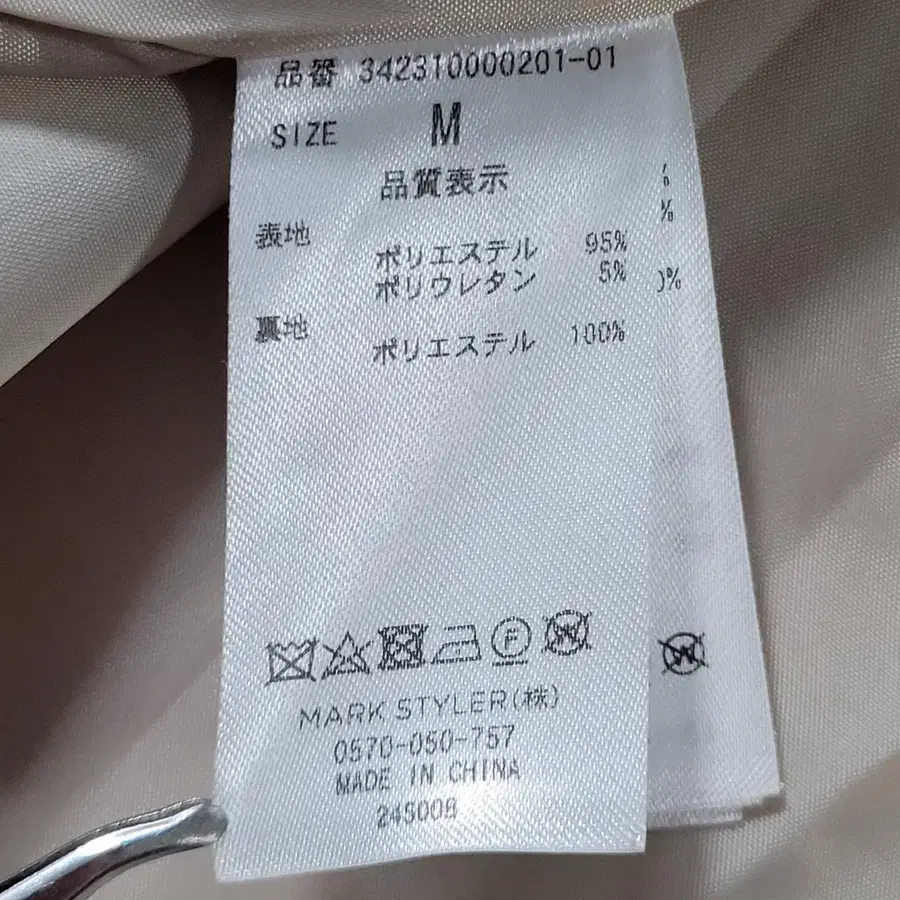 品番 342310000201-01
SIZE M
品質表示
表地
ポリエステル 95%
ポリウレタン 5%
裏地
ポリエステル 100%
F
W
MARK STYLER(株)
0570-050-757
MADE IN CHINA
24S008
%
)%
W